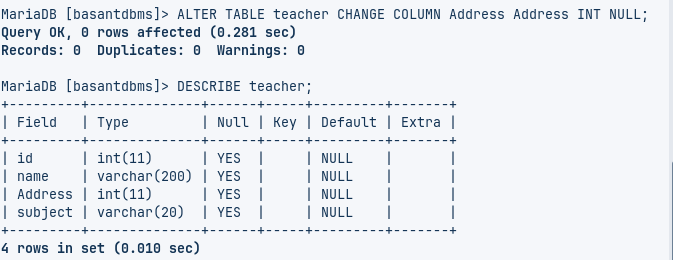 MariaDB [basantdbms]> ALTER TABLE teacher CHANGE COLUMN Address Address INT NULL;
Query OK, 0 rows affected (0.281 sec)
Records: 0  Duplicates: 0  Warnings: 0

MariaDB [basantdbms]> DESCRIBE teacher;
+---------+--------------+------+-----+---------+-------+
| Field   | Type         | Null | Key | Default | Extra |
+---------+--------------+------+-----+---------+-------+
| id      | int(11)      | YES  |     | NULL    |       |
| name    | varchar(200) | YES  |     | NULL    |       |
| Address | int(11)      | YES  |     | NULL    |       |
| subject | varchar(20)  | YES  |     | NULL    |       |
+---------+--------------+------+-----+---------+-------+
4 rows in set (0.010 sec)